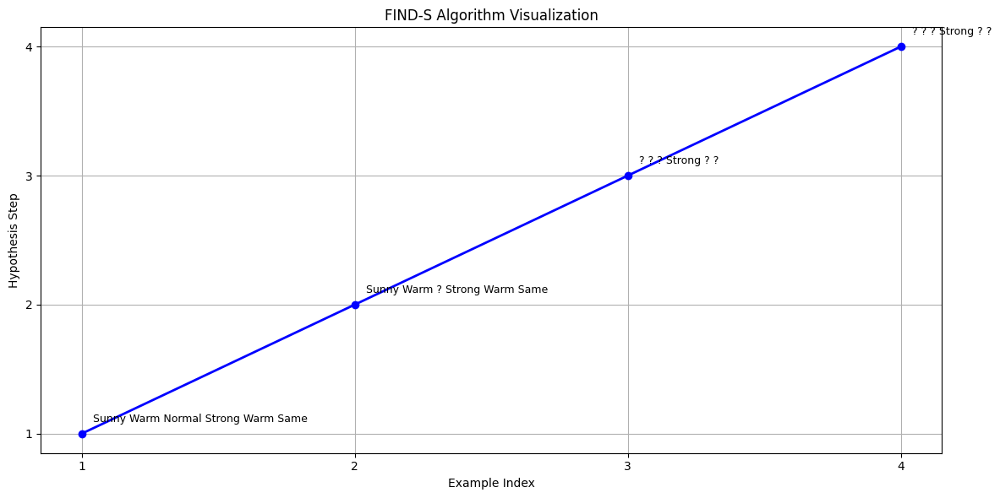 FIND-S Algorithm Visualization
? ? ? Strong ? ?
4
? ? ? Strong ? ?
3
Hypothesis Step
Sunny Warm ? Strong Warm Same
2
Sunny Warm Normal Strong Warm Same
1
1 2 3 4
Example Index